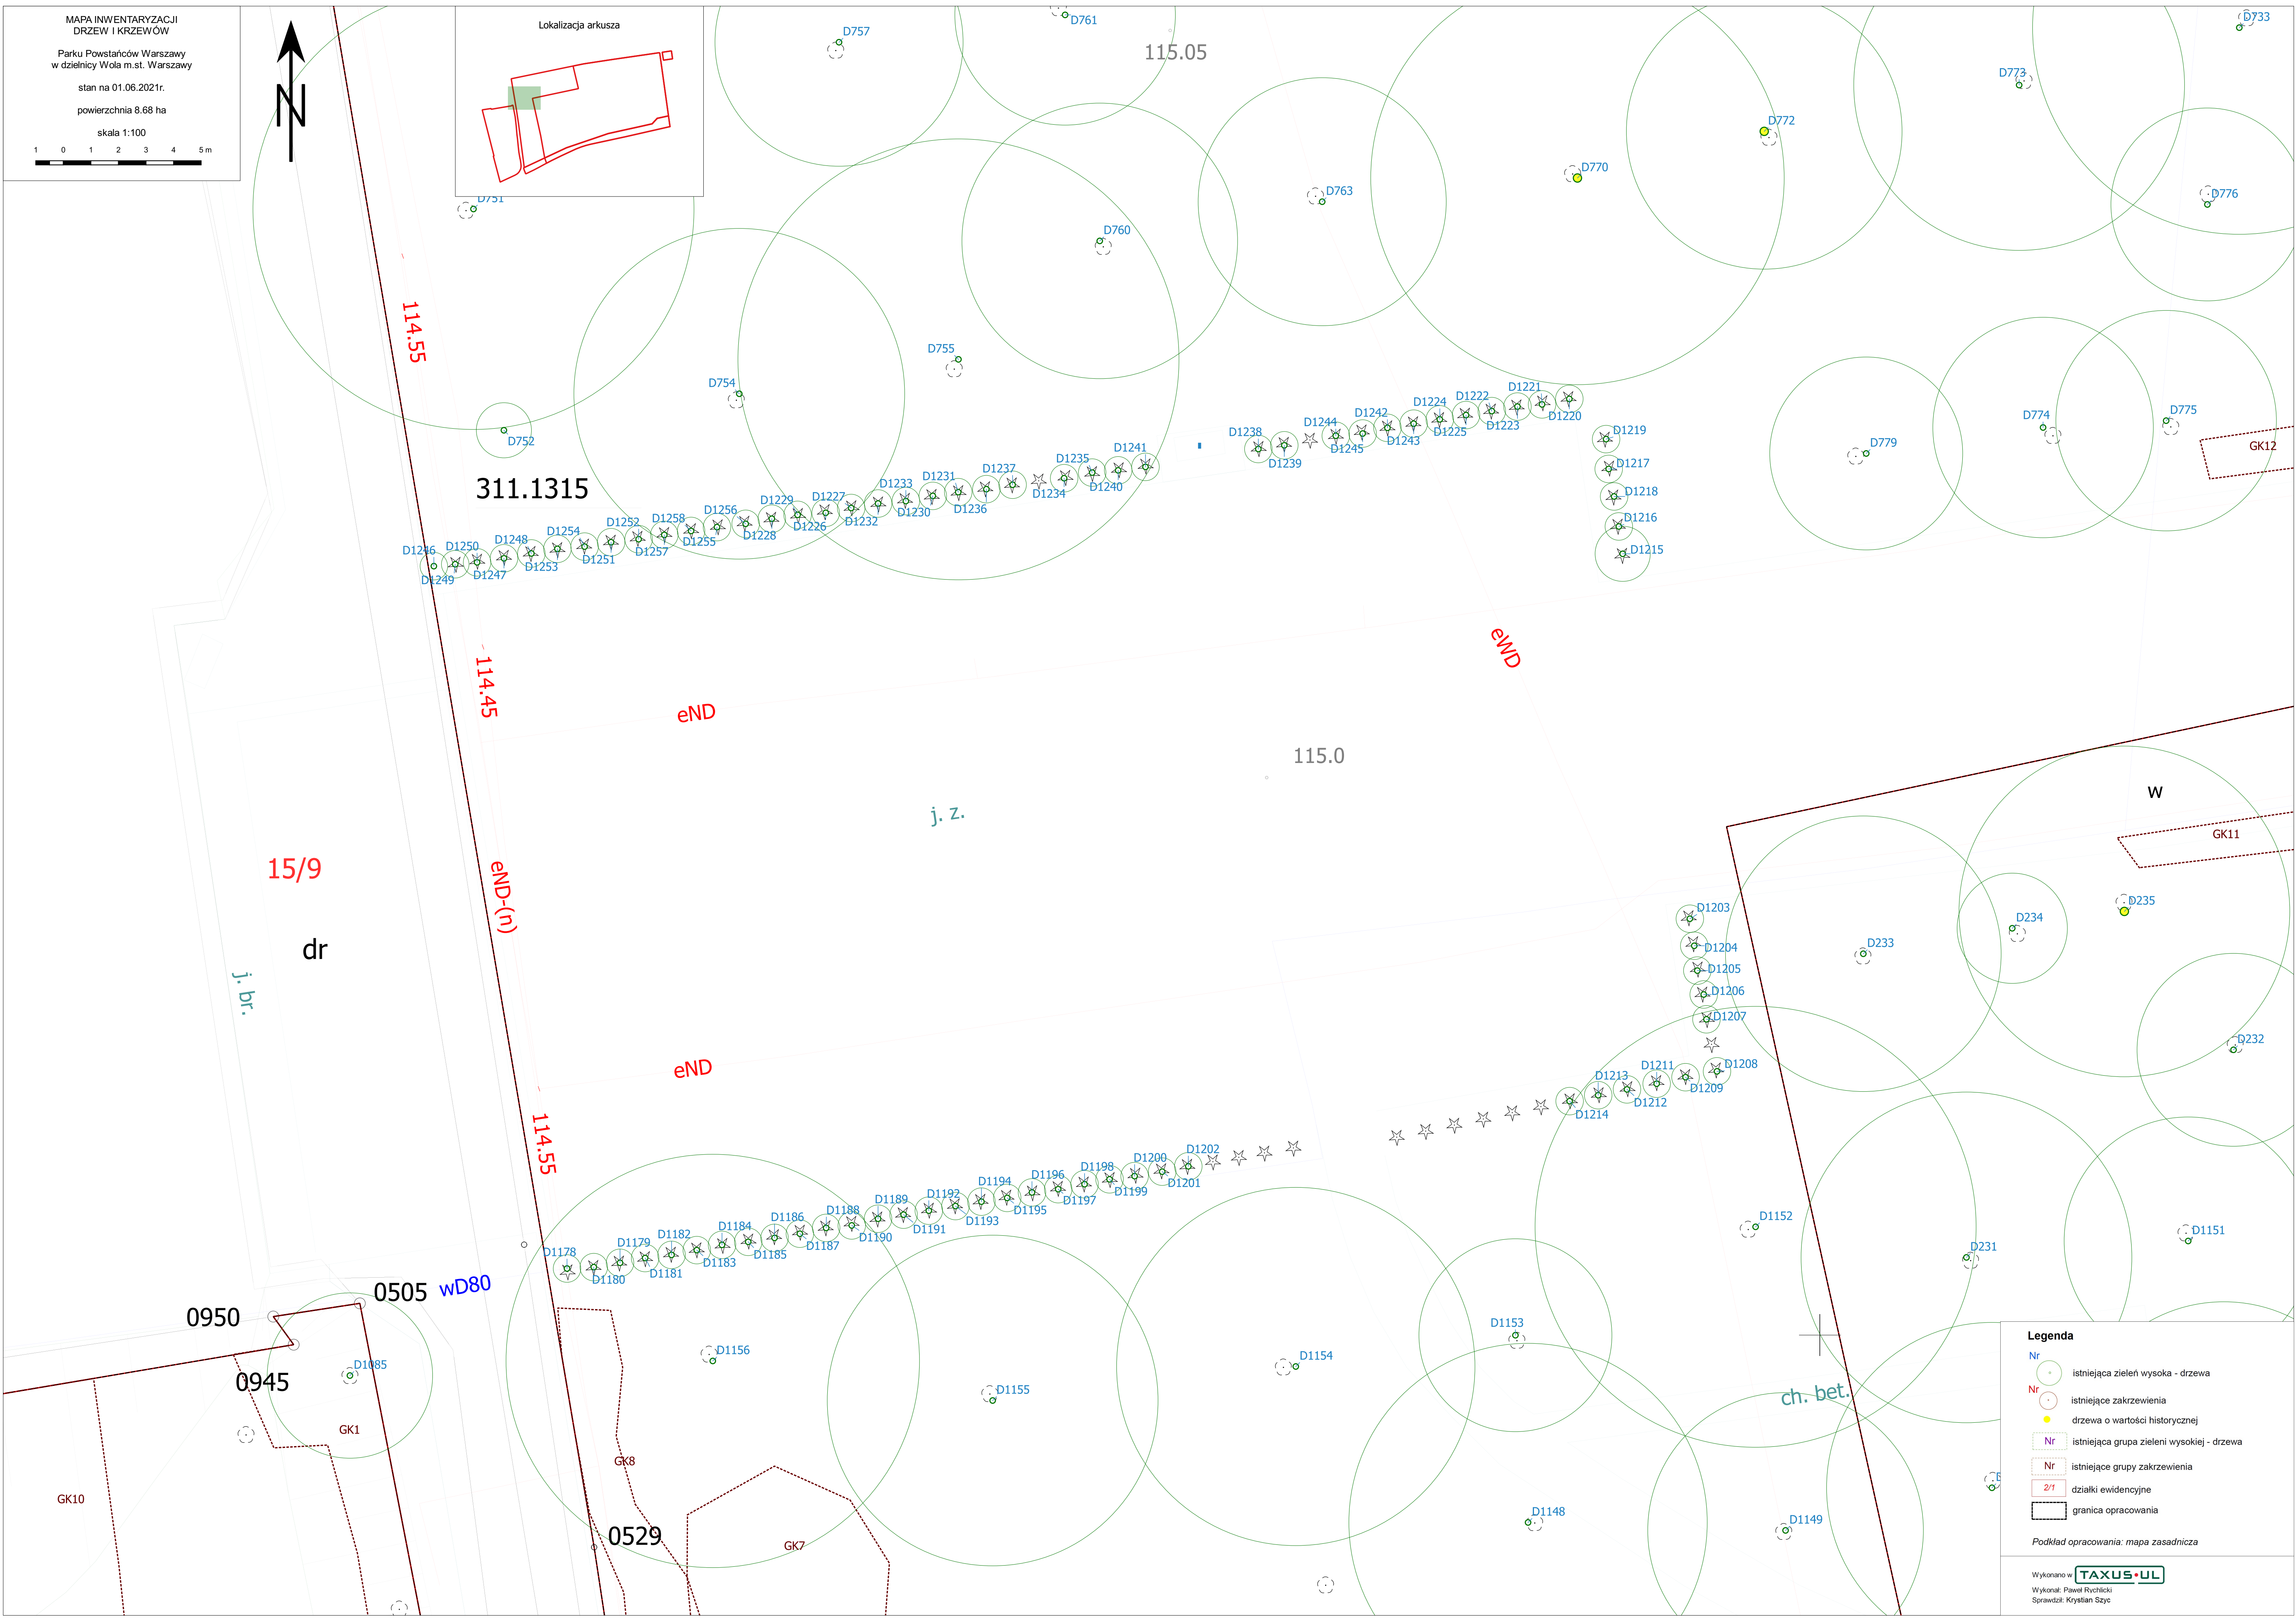 MAPA INWENTARYZACJI
DRZEW I KRZEWÓW
Parku Powstańców Warszawy
w dzielnicy Wola m.st. Warszawy
stan na 01.06.2021r.
powierzchnia 8.68 ha
skala 1:100
1 0 1 2 3 4 5 m
N
Lokalizacja arkusza
D757
D761
115.05
D733
D773
D772
D770
D776
D763
D751
D760
114.55
D755
D754
D752
311.1315
D1221
D1222
D1220
D1224
D1223
D1242
D1225
D1244
D1243
D1238
D1245
D1239
D1219
D1217
D1218
D1216
D1215
D774
D775
D779
GK12
D1241
D1235
D1240
D1237
D1234
D1231
D1236
D1233
D1230
D1227
D1232
D1229
D1226
D1256
D1228
D1258
D1255
D1252
D1257
D1254
D1251
D1248
D1253
D1250
D1247
D1246
D1249
114.45
eND
eWD
115.0
j. z.
w
GK11
15/9
eND-(n)
dr
j. br.
D1203
D1204
D1205
D1206
D1207
D1208
D1211
D1209
D1213
D1212
D1214
D233
D234
D235
D232
eND
114.55
D1202
D1200
D1201
D1198
D1199
D1196
D1197
D1194
D1195
D1192
D1193
D1189
D1191
D1188
D1190
D1186
D1187
D1184
D1185
D1182
D1183
D1179
D1181
D1178
D1180
D1152
D231
D1151
0505
wD80
0950
0945
D1085
D1156
D1155
D1154
D1153
ch. bet.
GK1
GK8
GK10
GK7
0529
D1148
D1149
Legenda
Nr
istniejąca zieleń wysoka - drzewa
Nr
istniejące zakrzewienia
drzewa o wartości historycznej
Nr istniejąca grupa zieleni wysokiej - drzewa
Nr istniejące grupy zakrzewienia
2/1 działki ewidencyjne
granica opracowania
Podkład opracowania: mapa zasadnicza
Wykonano w TAXUS•UL
Wykonał: Paweł Rychlicki
Sprawdził: Krystian Szyc